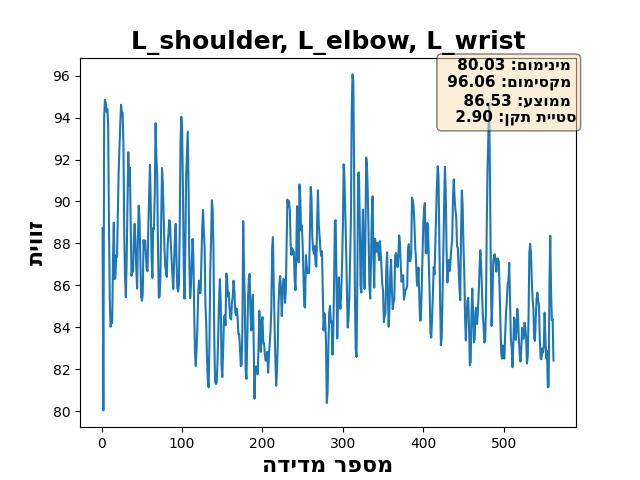 L_shoulder, L_elbow, L_wrist
מינימום: 80.03
מקסימום: 96.06
ממוצע: 86.53
סטיית תקן: 2.90
זווית
96
94
92
90
88
86
84
82
80
0 100 200 300 400 500
מספר מדידה